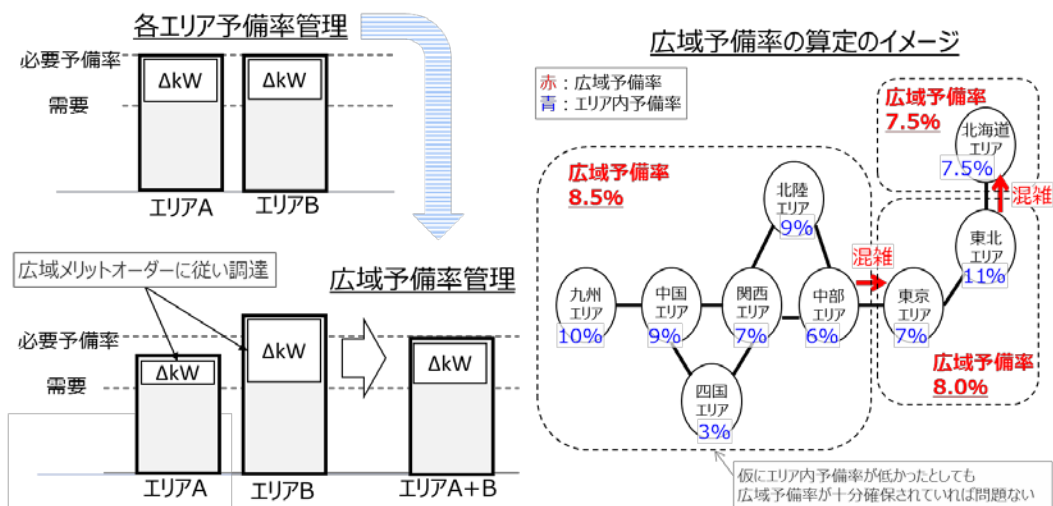 各エリア予備率管理
必要予備率
ΔkW
ΔkW
需要
エリアA
エリアB
広域メリットオーダーに従い調達
広域予備率管理
必要予備率
ΔkW
ΔkW
ΔkW
需要
エリアA
エリアB
エリアA+B
広域予備率の算定のイメージ
赤：広域予備率
青：エリア内予備率
広域予備率
7.5%
北海道
エリア
7.5%
混雑
広域予備率
8.5%
北陸
エリア
9%
混雑
東北
エリア
11%
九州
エリア
10%
中国
エリア
9%
関西
エリア
7%
中部
エリア
6%
東京
エリア
7%
四国
エリア
3%
広域予備率
8.0%
仮にエリア内予備率が低かったとしても
広域予備率が十分確保されていれば問題ない